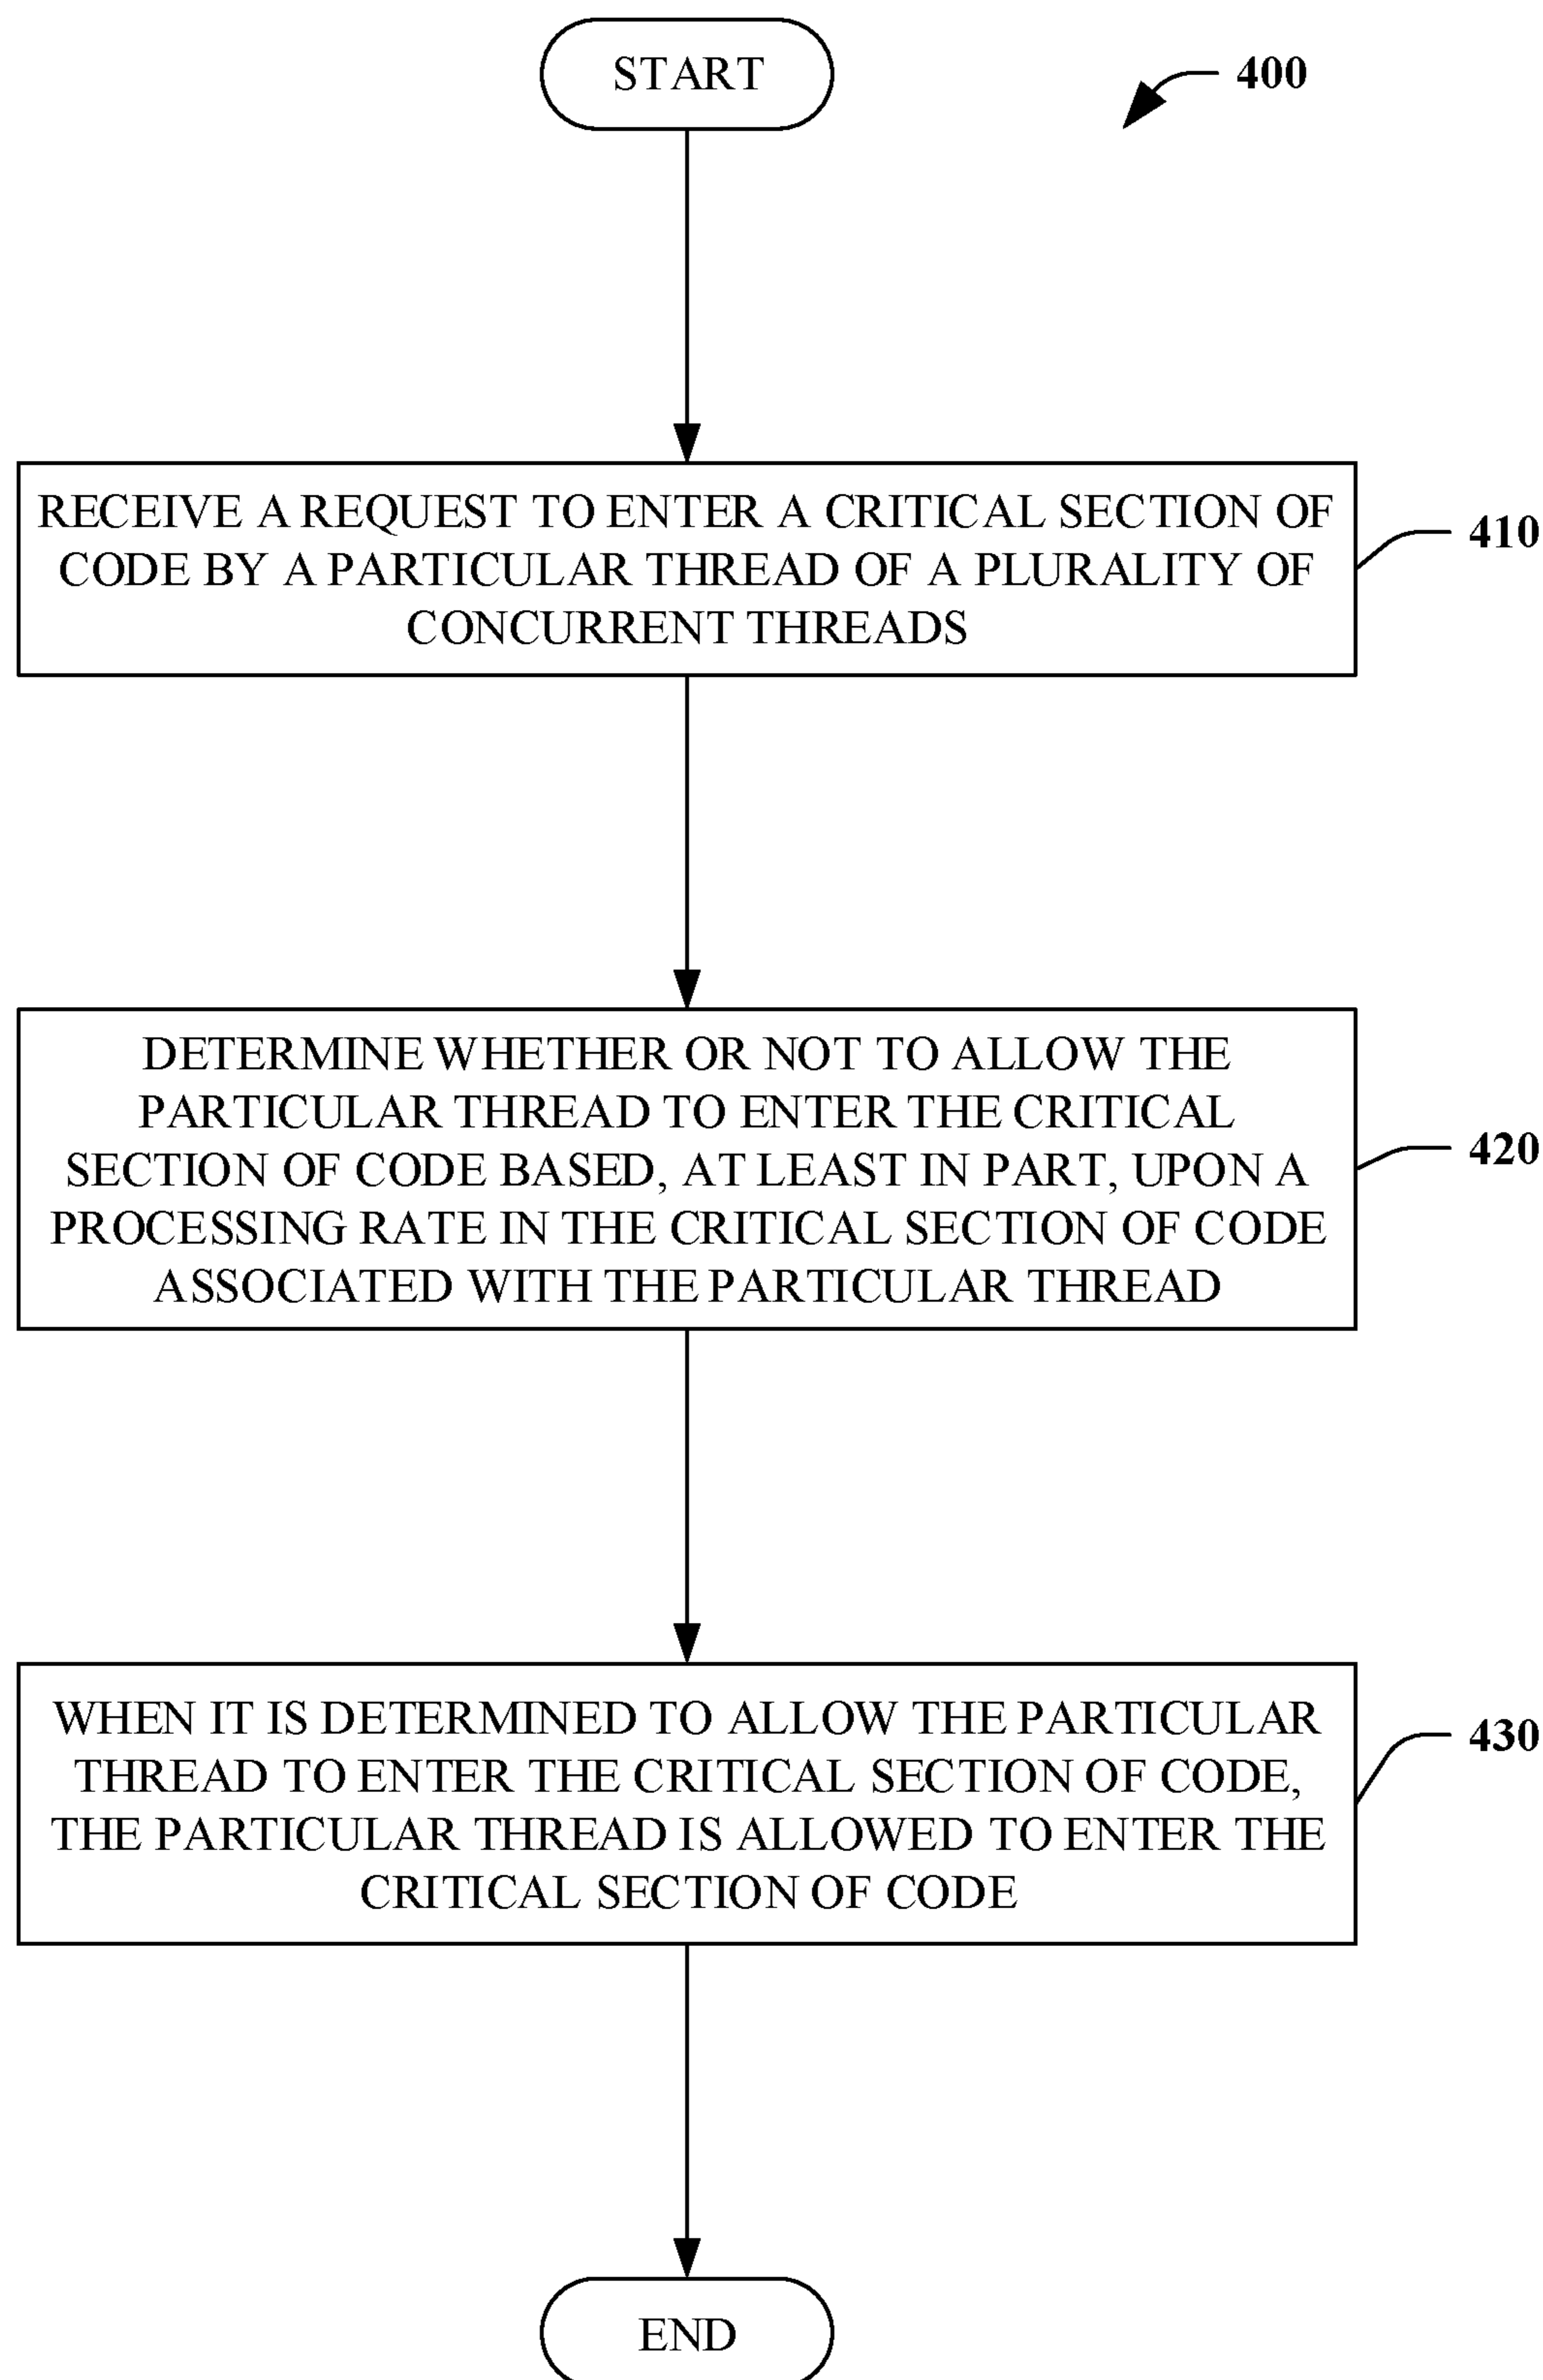 START
400
RECEIVE A REQUEST TO ENTER A CRITICAL SECTION OF
CODE BY A PARTICULAR THREAD OF A PLURALITY OF
CONCURRENT THREADS
410
DETERMINE WHETHER OR NOT TO ALLOW THE
PARTICULAR THREAD TO ENTER THE CRITICAL
SECTION OF CODE BASED, AT LEAST IN PART, UPON A
PROCESSING RATE IN THE CRITICAL SECTION OF CODE
ASSOCIATED WITH THE PARTICULAR THREAD
420
WHEN IT IS DETERMINED TO ALLOW THE PARTICULAR
THREAD TO ENTER THE CRITICAL SECTION OF CODE,
THE PARTICULAR THREAD IS ALLOWED TO ENTER THE
CRITICAL SECTION OF CODE
430
END